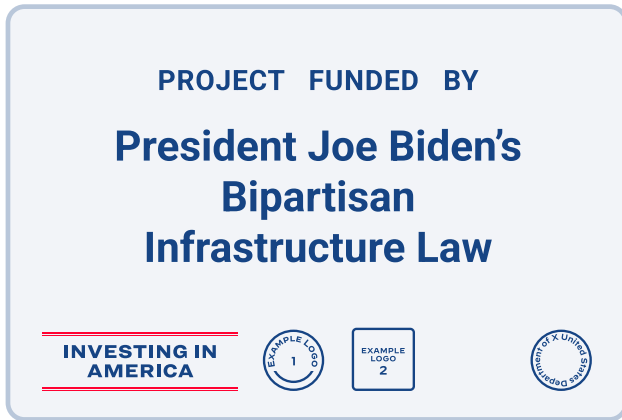 PROJECT FUNDED BY
President Joe Biden’s
Bipartisan
Infrastructure Law
INVESTING IN
AMERICA
EXAMPLE LOGO
1
EXAMPLE
LOGO
2
Department of X United States